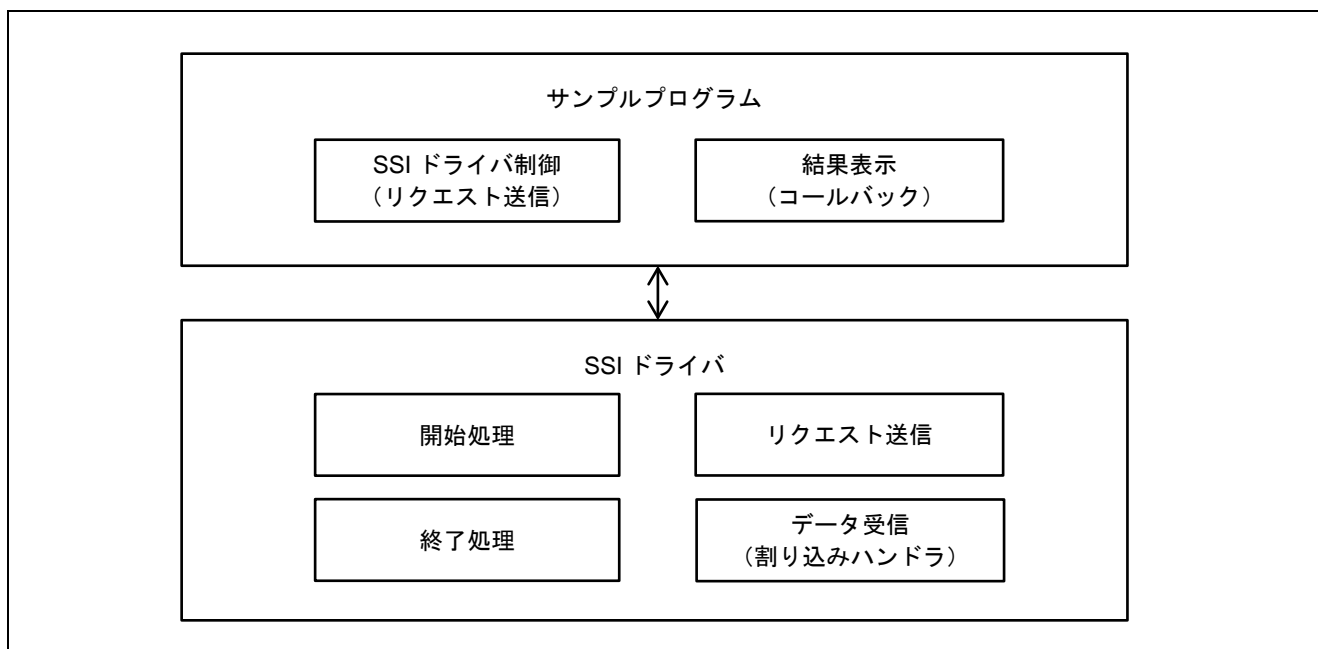 サンプルプログラム
SSI ドライバ制御
（リクエスト送信）
結果表示
（コールバック）
SSI ドライバ
開始処理
リクエスト送信
終了処理
データ受信
（割り込みハンドラ）